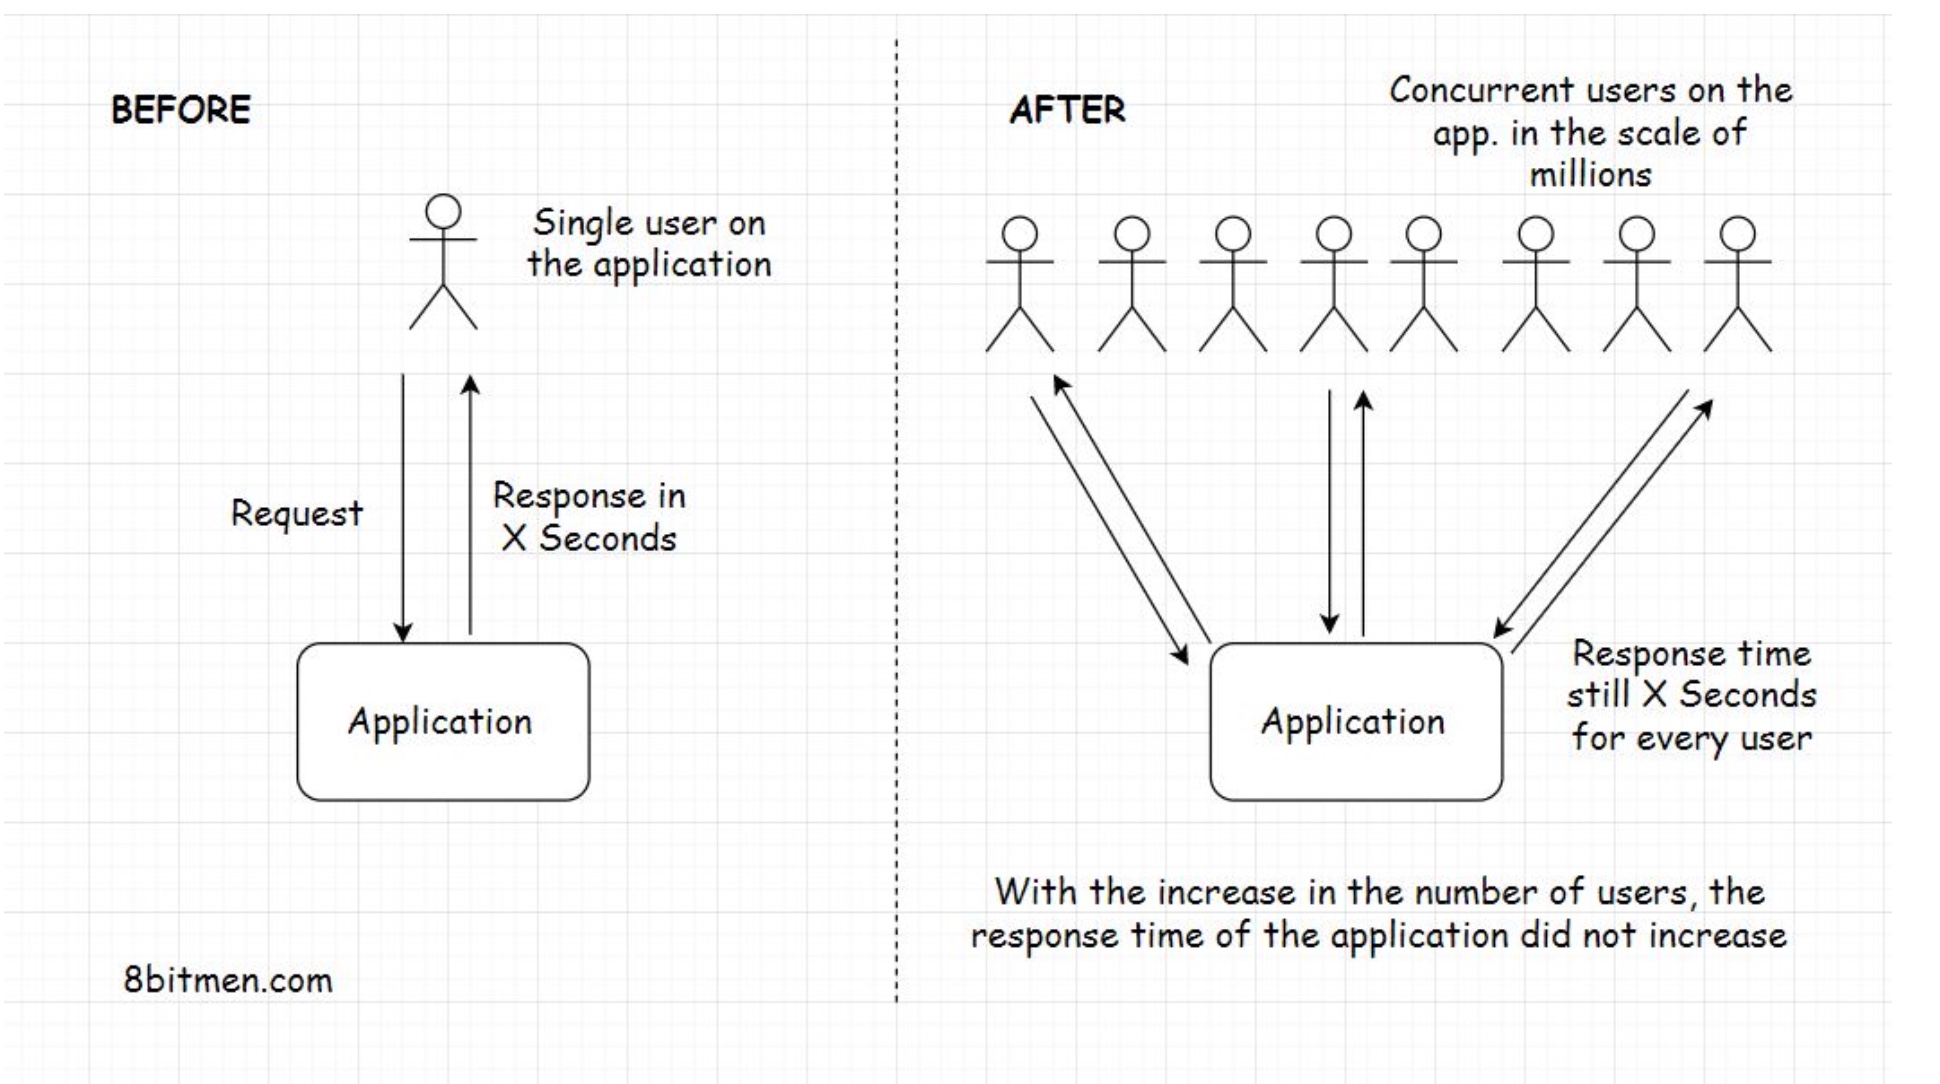 BEFORE
Single user on
the application
Request
Response in
X Seconds
Application
8bitmen.com
AFTER
Concurrent users on the
app. in the scale of
millions
Application
Response time
still X Seconds
for every user
With the increase in the number of users, the
response time of the application did not increase